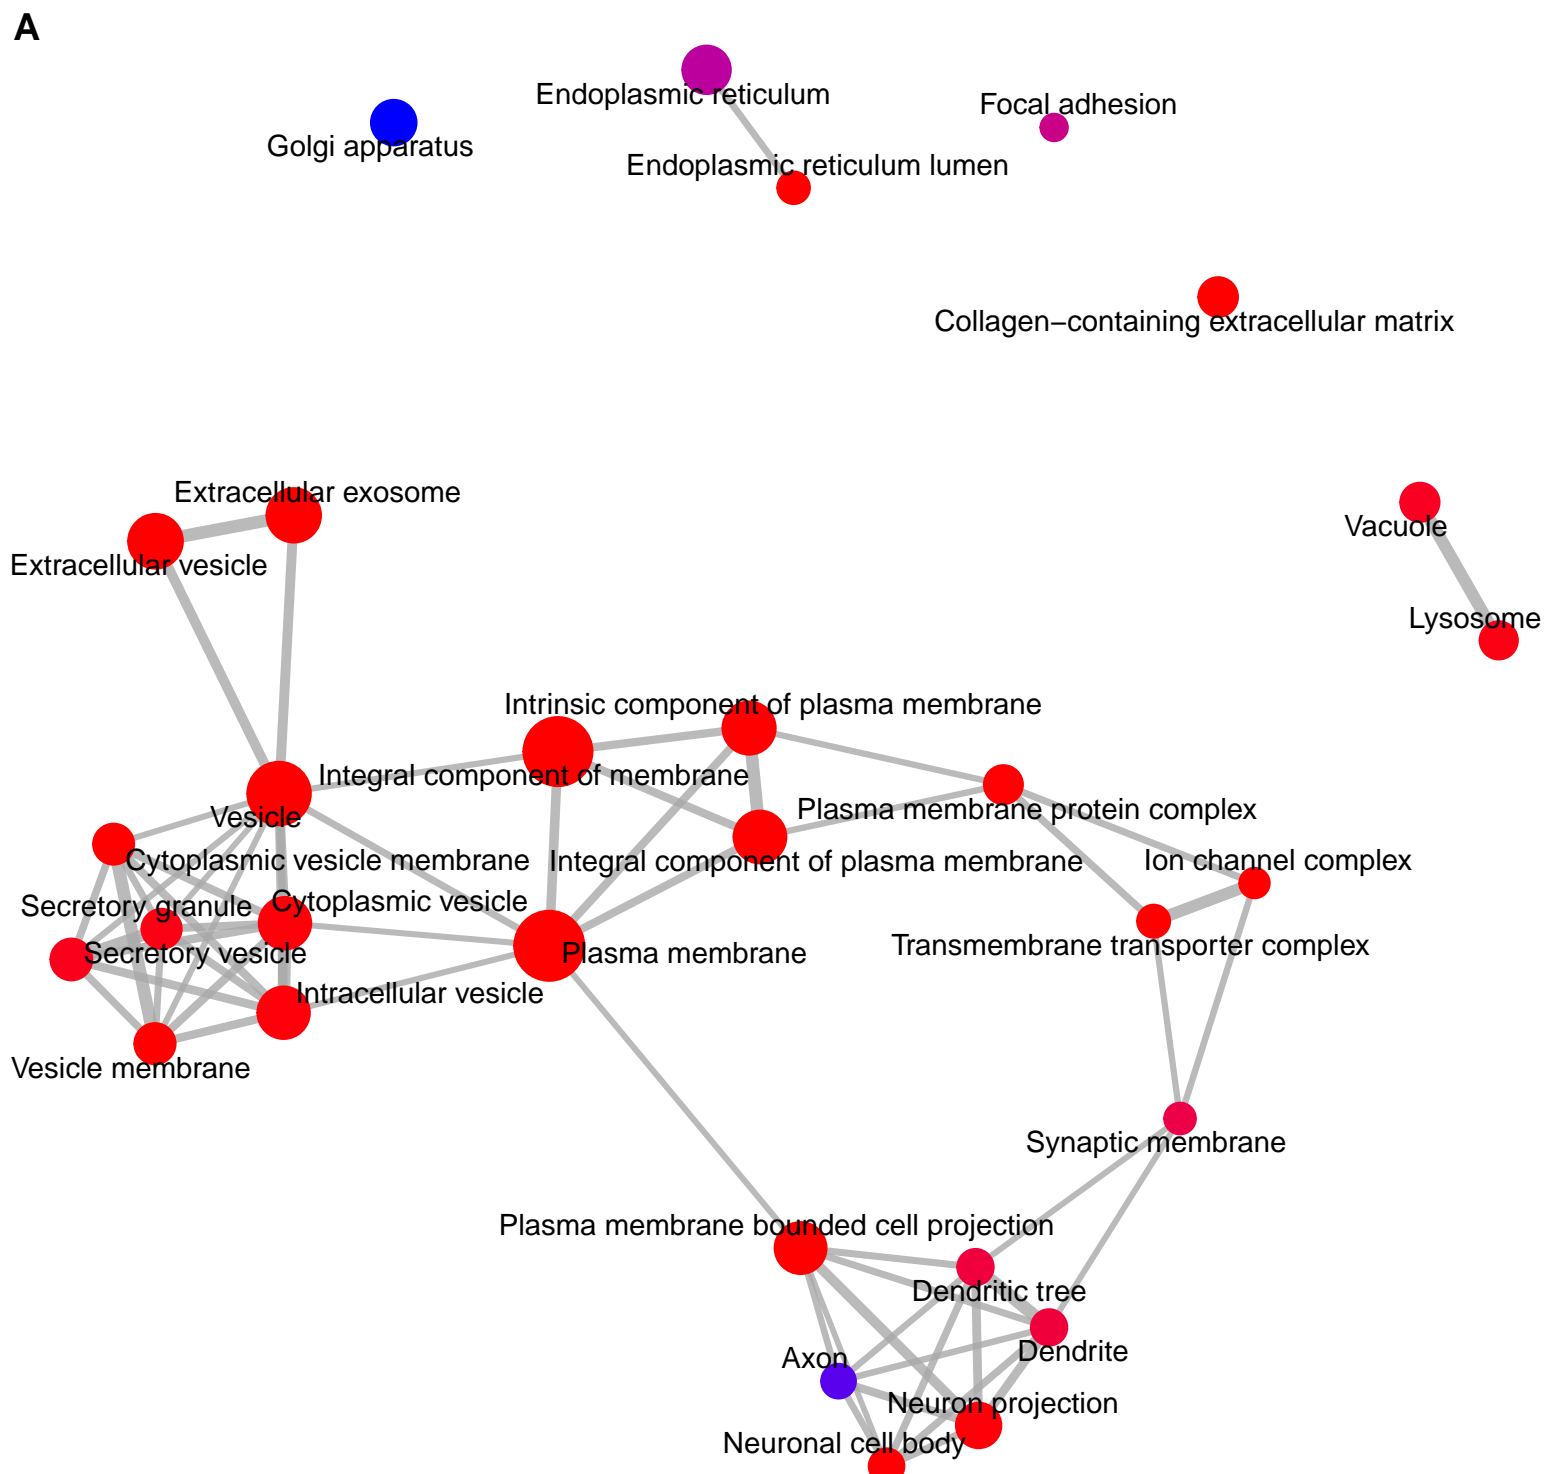 A
Endoplasmic reticulum
Focal adhesion
Golgi apparatus
Endoplasmic reticulum lumen
Collagen−containing extracellular matrix
Extracellular exosome
Vacuole
Extracellular vesicle
Lysosome
Intrinsic component of plasma membrane
Integral component of membrane
Plasma membrane protein complex
Vesicle
Cytoplasmic vesicle membrane
Integral component of plasma membrane
Ion channel complex
Cytoplasmic vesicle
Secretory granule
Transmembrane transporter complex
Secretory vesicle
Plasma membrane
Intracellular vesicle
Vesicle membrane
Synaptic membrane
Plasma membrane bounded cell projection
Dendritic tree
Dendrite
Axon
Neuron projection
Neuronal cell body